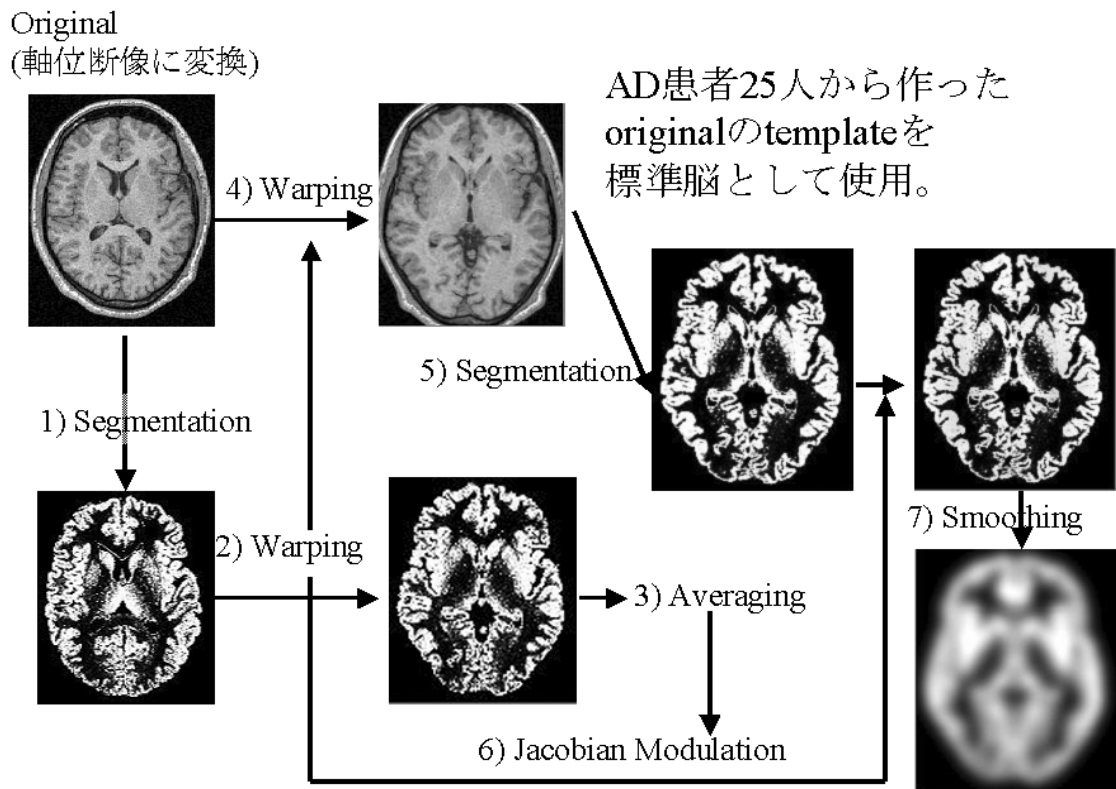 Original
(軸位断像に変換)
AD患者25人から作った
originalのtemplateを
標準脳として使用。
4) Warping
5) Segmentation
1) Segmentation
2) Warping
3) Averaging
7) Smoothing
6) Jacobian Modulation